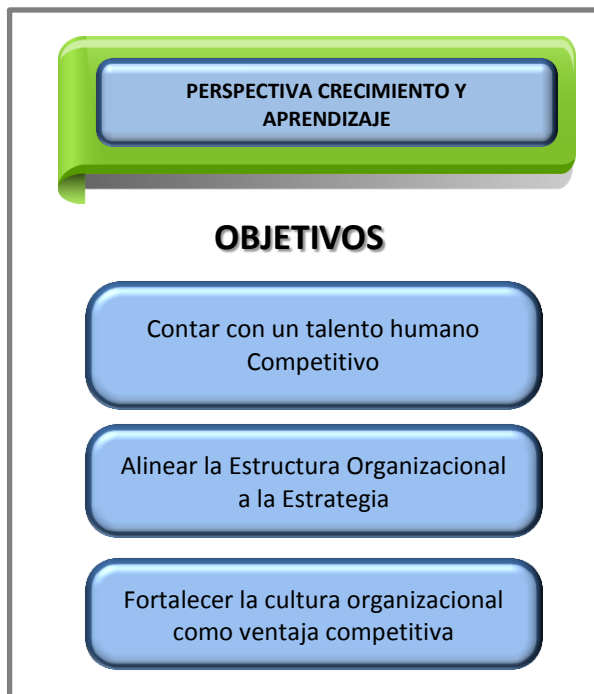 PERSPECTIVA CRECIMIENTO Y
APRENDIZAJE
OBJETIVOS
Contar con un talento humano
Competitivo
Alinear la Estructura Organizacional
a la Estrategia
Fortalecer la cultura organizacional
como ventaja competitiva